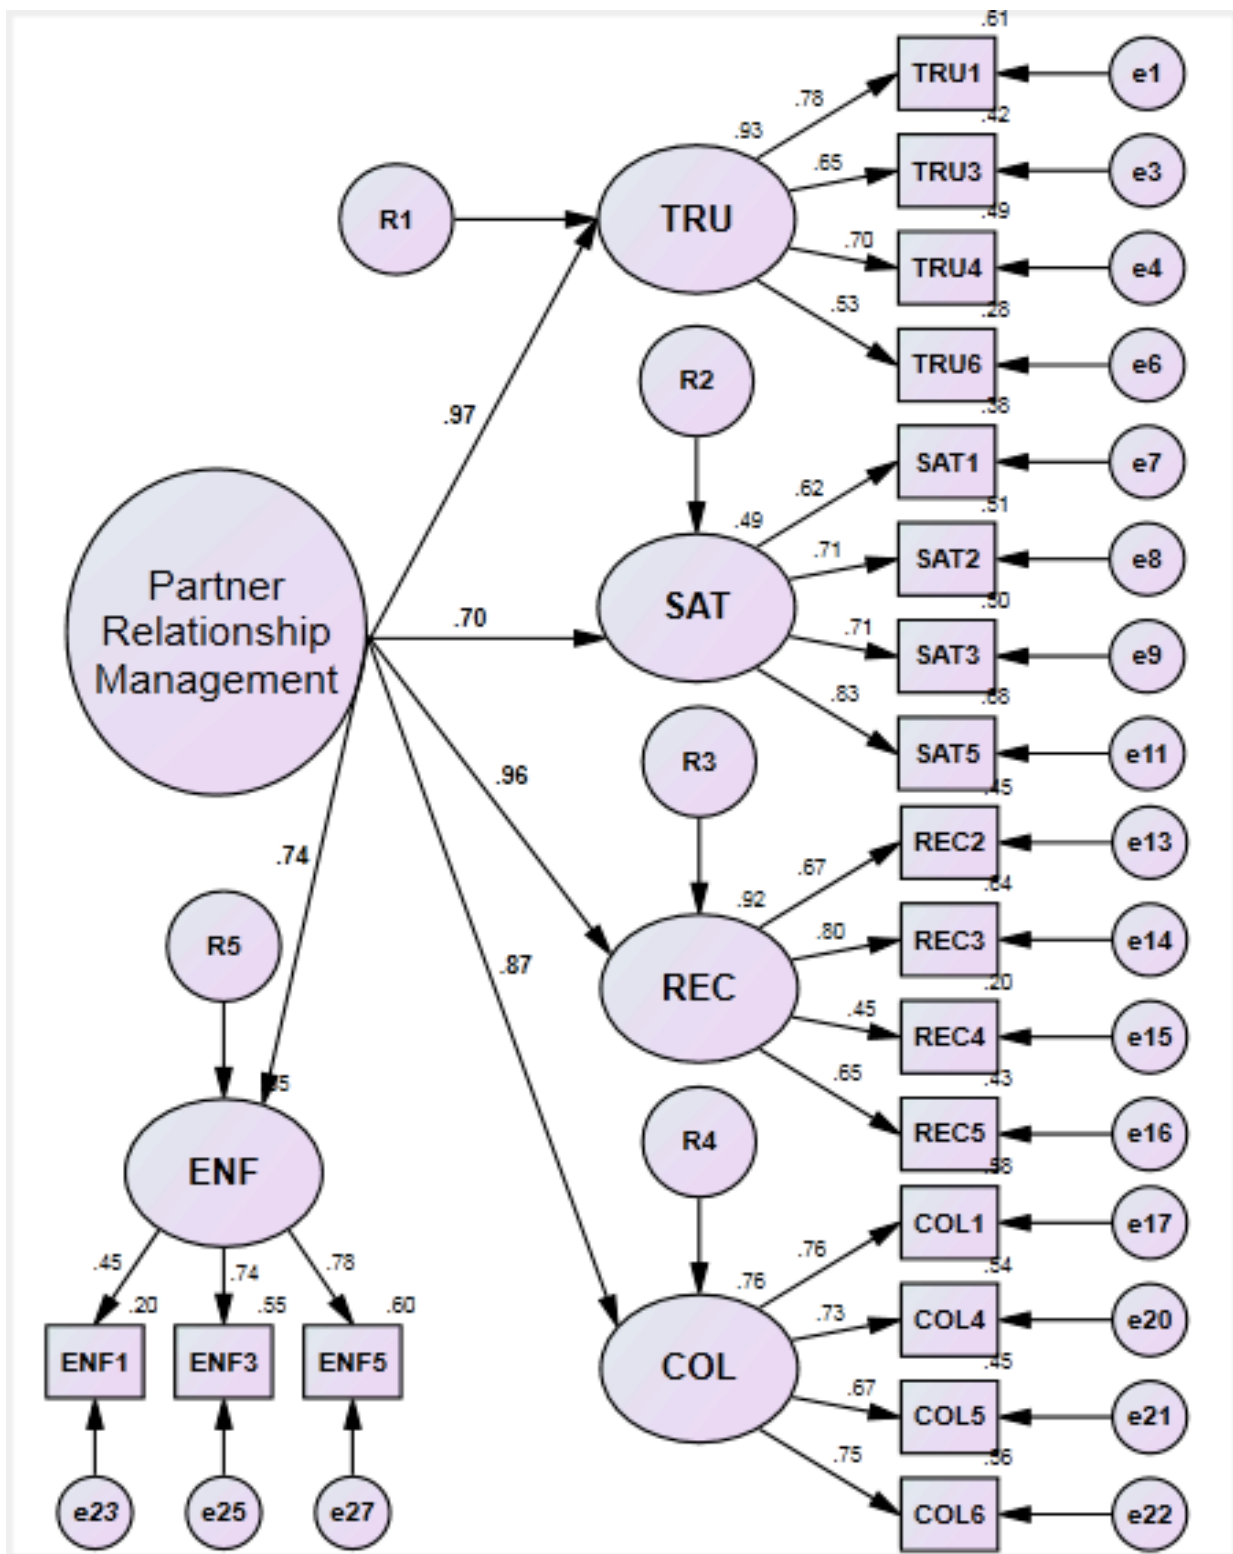 .61
TRU1
e1
.78
.42
.93
TRU3
e3
.65
R1
TRU
.49
TRU4
e4
.70
.28
.53
TRU6
e6
R2
.38
.97
SAT1
e7
.62
.51
.49
SAT2
e8
.71
Partner
Relationship
Management
.70
SAT
.50
SAT3
e9
.71
.68
.83
SAT5
e11
R3
.96
.45
REC2
e13
.74
.67
.64
.92
REC3
e14
.80
R5
.87
REC
.20
REC4
e15
.45
.43
.65
REC5
e16
R4
.58
ENF
COL1
e17
.76
.54
.76
COL4
e20
.73
.45
.74
.78
.20
.55
.60
ENF1
ENF3
ENF5
COL
.45
COL5
e21
.67
.56
.75
COL6
e22
e23
e25
e27